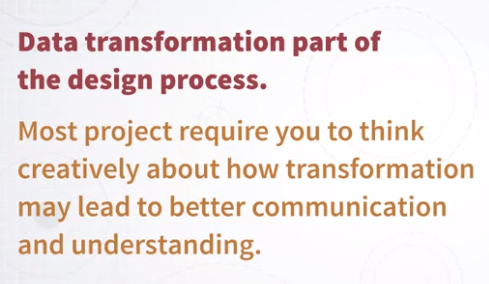 Data transformation part of
the design process.
Most project require you to think
creatively about how transformation
may lead to better communication
and understanding.